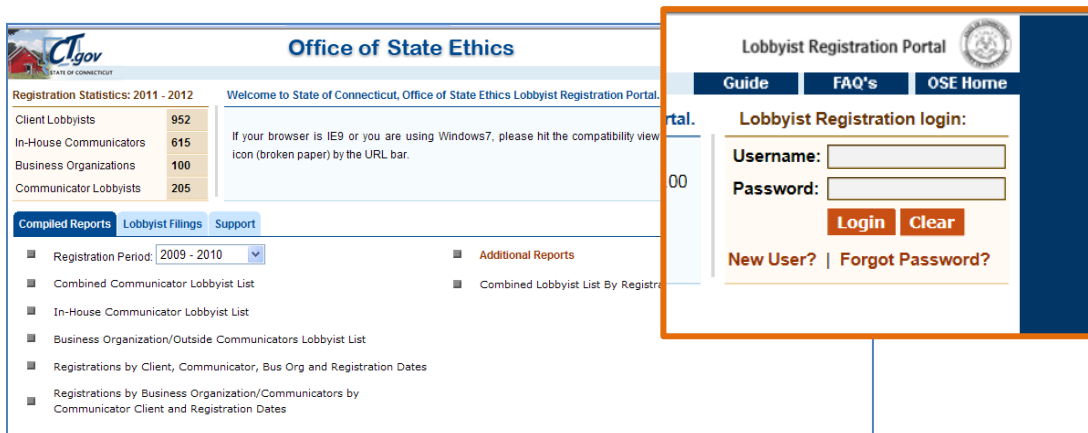 CT.gov
STATE OF CONNECTICUT
Office of State Ethics
Registration Statistics: 2011 - 2012
Client Lobbyists 952
In-House Communicators 615
Business Organizations 100
Communicator Lobbyists 205
Welcome to State of Connecticut, Office of State Ethics Lobbyist Registration Portal.
If your browser is IE9 or you are using Windows7, please hit the compatibility view
icon (broken paper) by the URL bar.
Compiled Reports Lobbyist Filings Support
Registration Period: 2009 - 2010
Combined Communicator Lobbyist List
In-House Communicator Lobbyist List
Business Organization/Outside Communicators Lobbyist List
Registrations by Client, Communicator, Bus Org and Registration Dates
Registrations by Business Organization/Communicators by
Communicator Client and Registration Dates
Additional Reports
Combined Lobbyist List By Registra
Lobbyist Registration Portal
Guide FAQ's OSE Home
rtal.
.00
Lobbyist Registration login:
Username:
Password:
Login Clear
New User? | Forgot Password?